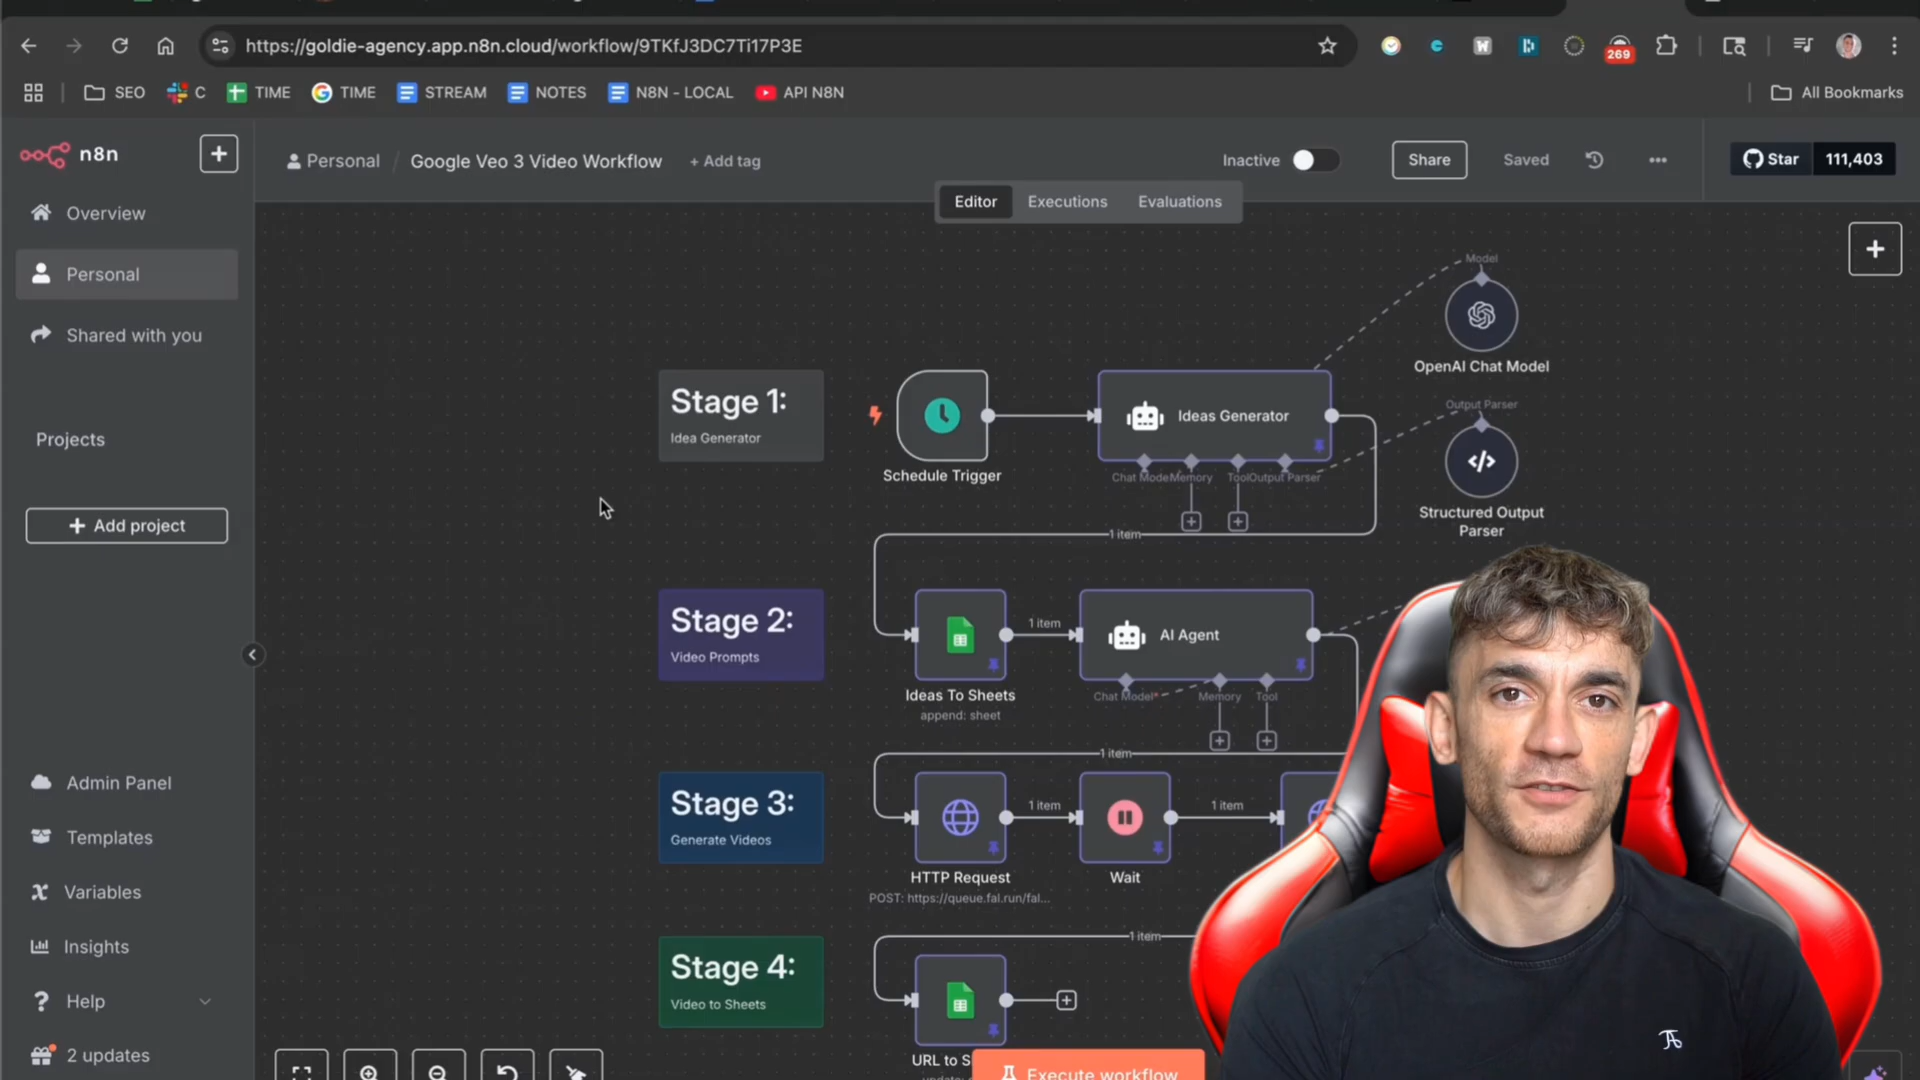 https://goldie-agency.app.n8n.cloud/workflow/9TKfJ3DC7Ti17P3E
269
SEO
C
TIME
TIME
STREAM
NOTES
N8N - LOCAL
API N8N
All Bookmarks
n8n
Personal / Google Veo 3 Video Workflow + Add tag
Inactive
Share
Saved
Star 111,403
Editor
Executions
Evaluations
Overview
Personal
Shared with you
Projects
+ Add project
Admin Panel
Templates
Variables
Insights
Help
2 updates
Model
OpenAI Chat Model
Output Parser
Structured Output
Parser
Stage 1:
Idea Generator
Schedule Trigger
Ideas Generator
Chat Mode
Memory
Tool
Output Parser
1 item
Stage 2:
Video Prompts
Ideas To Sheets
append: sheet
1 item
AI Agent
Chat Model*
Memory
Tool
1 item
Stage 3:
Generate Videos
HTTP Request
POST: https://queue.fal.run/fal...
1 item
Wait
1 item
1 item
Stage 4:
Video to Sheets
URL to S
Execute workflow